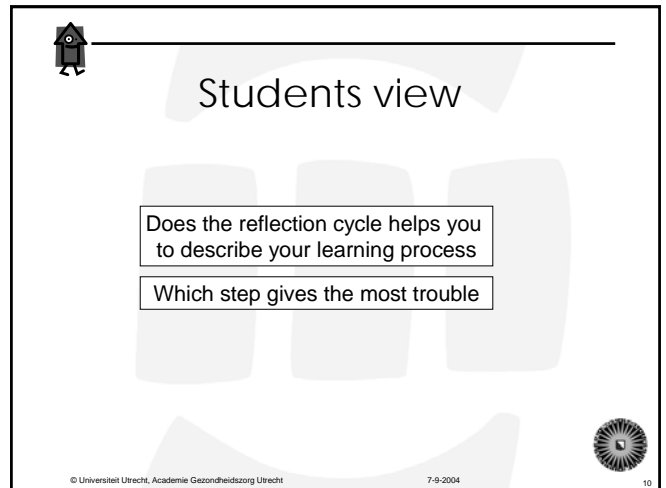 Students view
Does the reflection cycle helps you
to describe your learning process
Which step gives the most trouble
© Universiteit Utrecht, Academie Gezondheidszorg Utrecht 7-9-2004 10